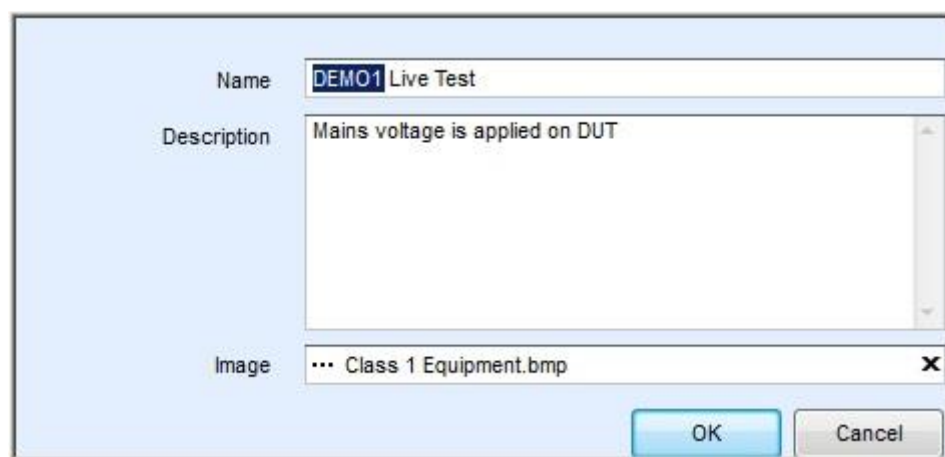 Name DEMO1 Live Test
Description Mains voltage is applied on DUT
Image ... Class 1 Equipment.bmp x
OK Cancel